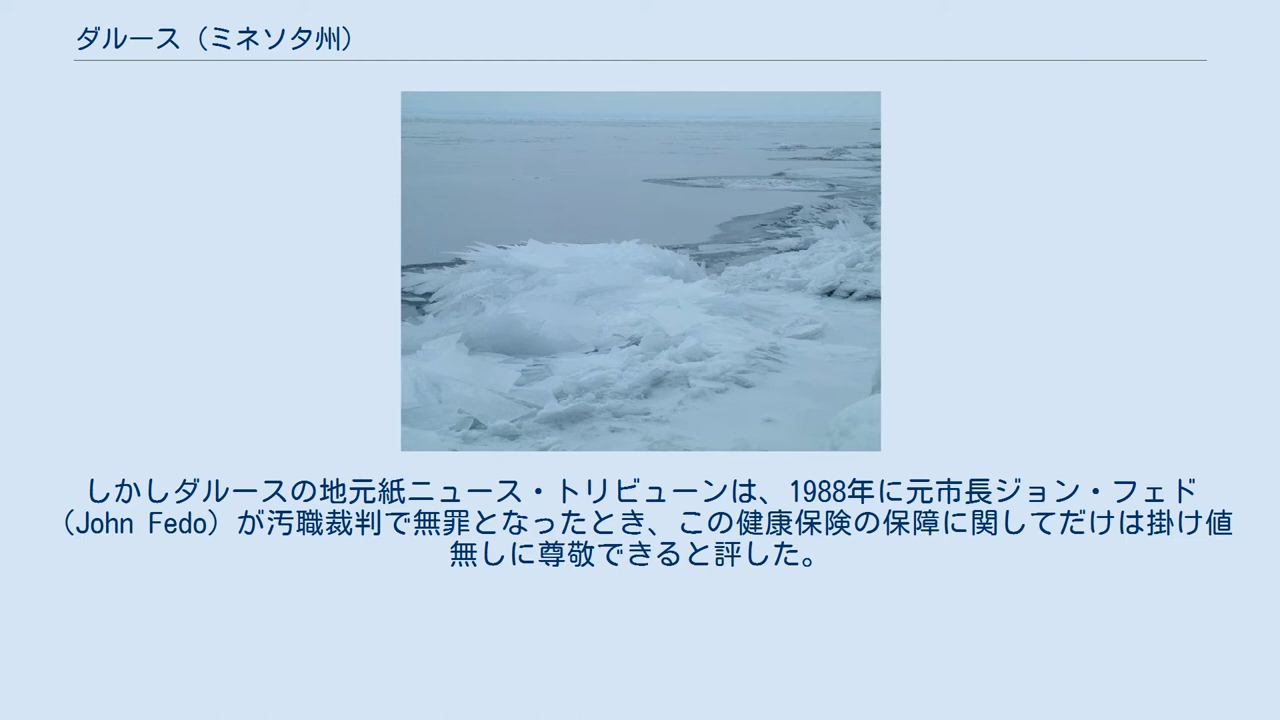 ダルース（ミネソタ州）
しかしダルースの地元紙ニュース・トリビューンは、1988年に元市長ジョン・フェド
（John Fedo）が汚職裁判で無罪となったとき、この健康保険の保障に関してだけは掛け値
無しに尊敬できると評した。